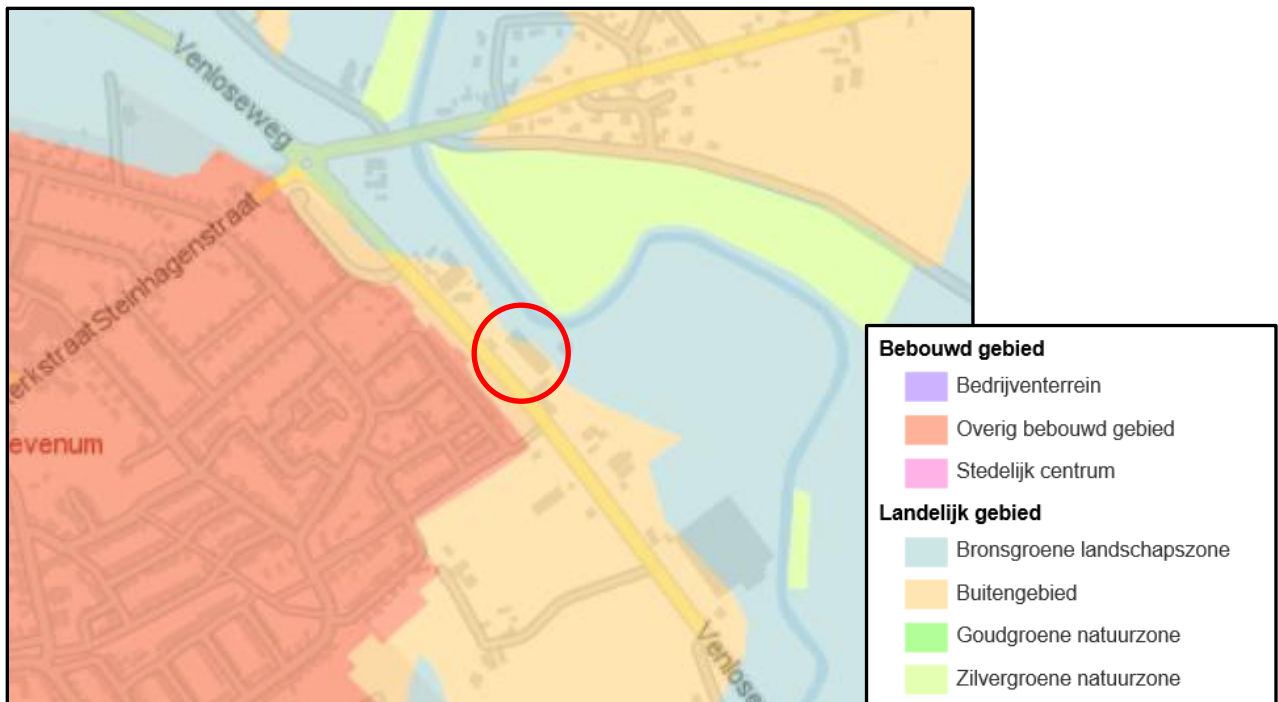 Venloseweg
Steinhagenstraat
erkstraat
evenum
Venlose
Bebouwd gebied
Bedrijventerrein
Overig bebouwd gebied
Stedelijk centrum
Landelijk gebied
Bronsgroene landschapszone
Buitengebied
Goudgroene natuurzone
Zilvergroene natuurzone